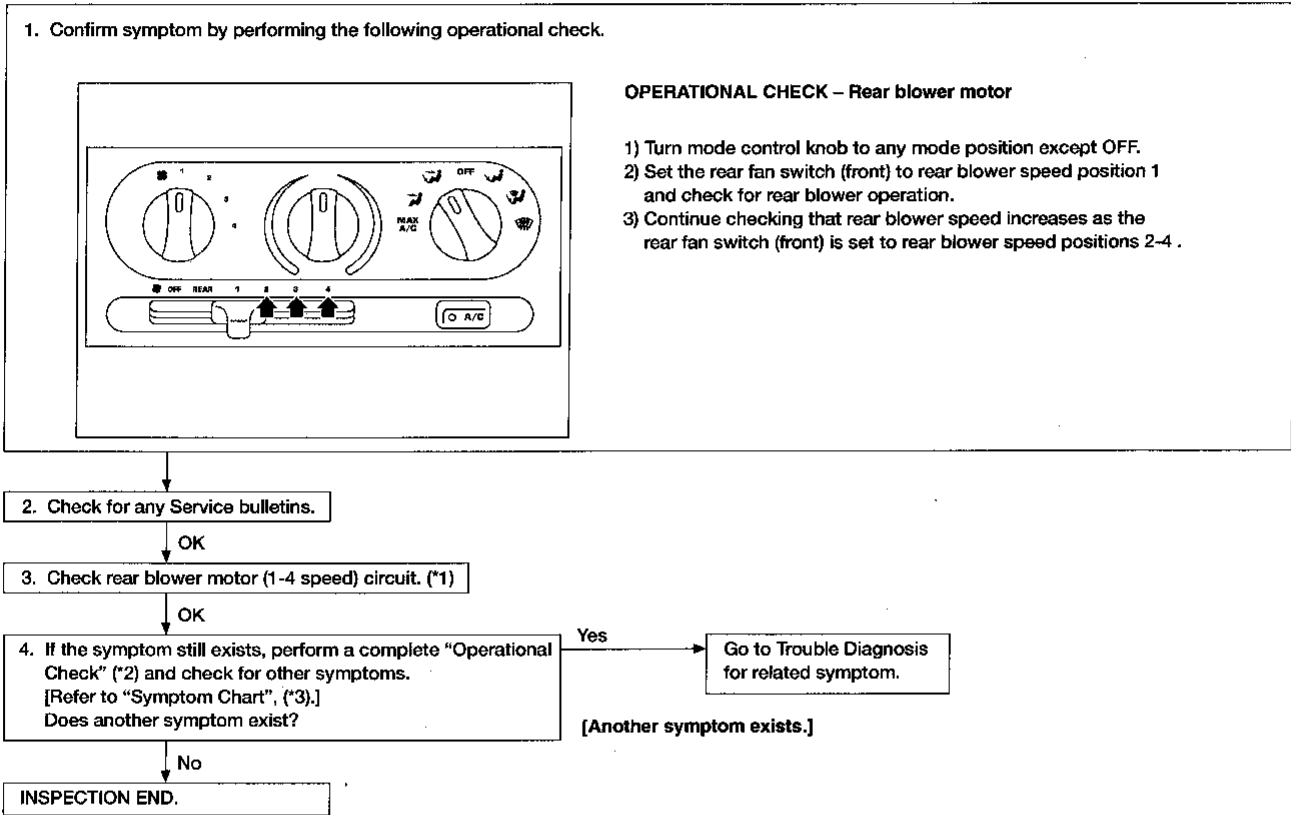 1. Confirm symptom by performing the following operational check.
OPERATIONAL CHECK – Rear blower motor
1) Turn mode control knob to any mode position except OFF.
2) Set the rear fan switch (front) to rear blower speed position 1
and check for rear blower operation.
3) Continue checking that rear blower speed increases as the
rear fan switch (front) is set to rear blower speed positions 2-4 .
1
2
3
4
OFF
MAX
A/C
OFF REAR 1 2 3 4
A/C
2. Check for any Service bulletins.
OK
3. Check rear blower motor (1-4 speed) circuit. (*1)
OK
4. If the symptom still exists, perform a complete “Operational
Check” (*2) and check for other symptoms.
[Refer to “Symptom Chart”, (*3).]
Does another symptom exist?
Yes
Go to Trouble Diagnosis
for related symptom.
[Another symptom exists.]
No
INSPECTION END.